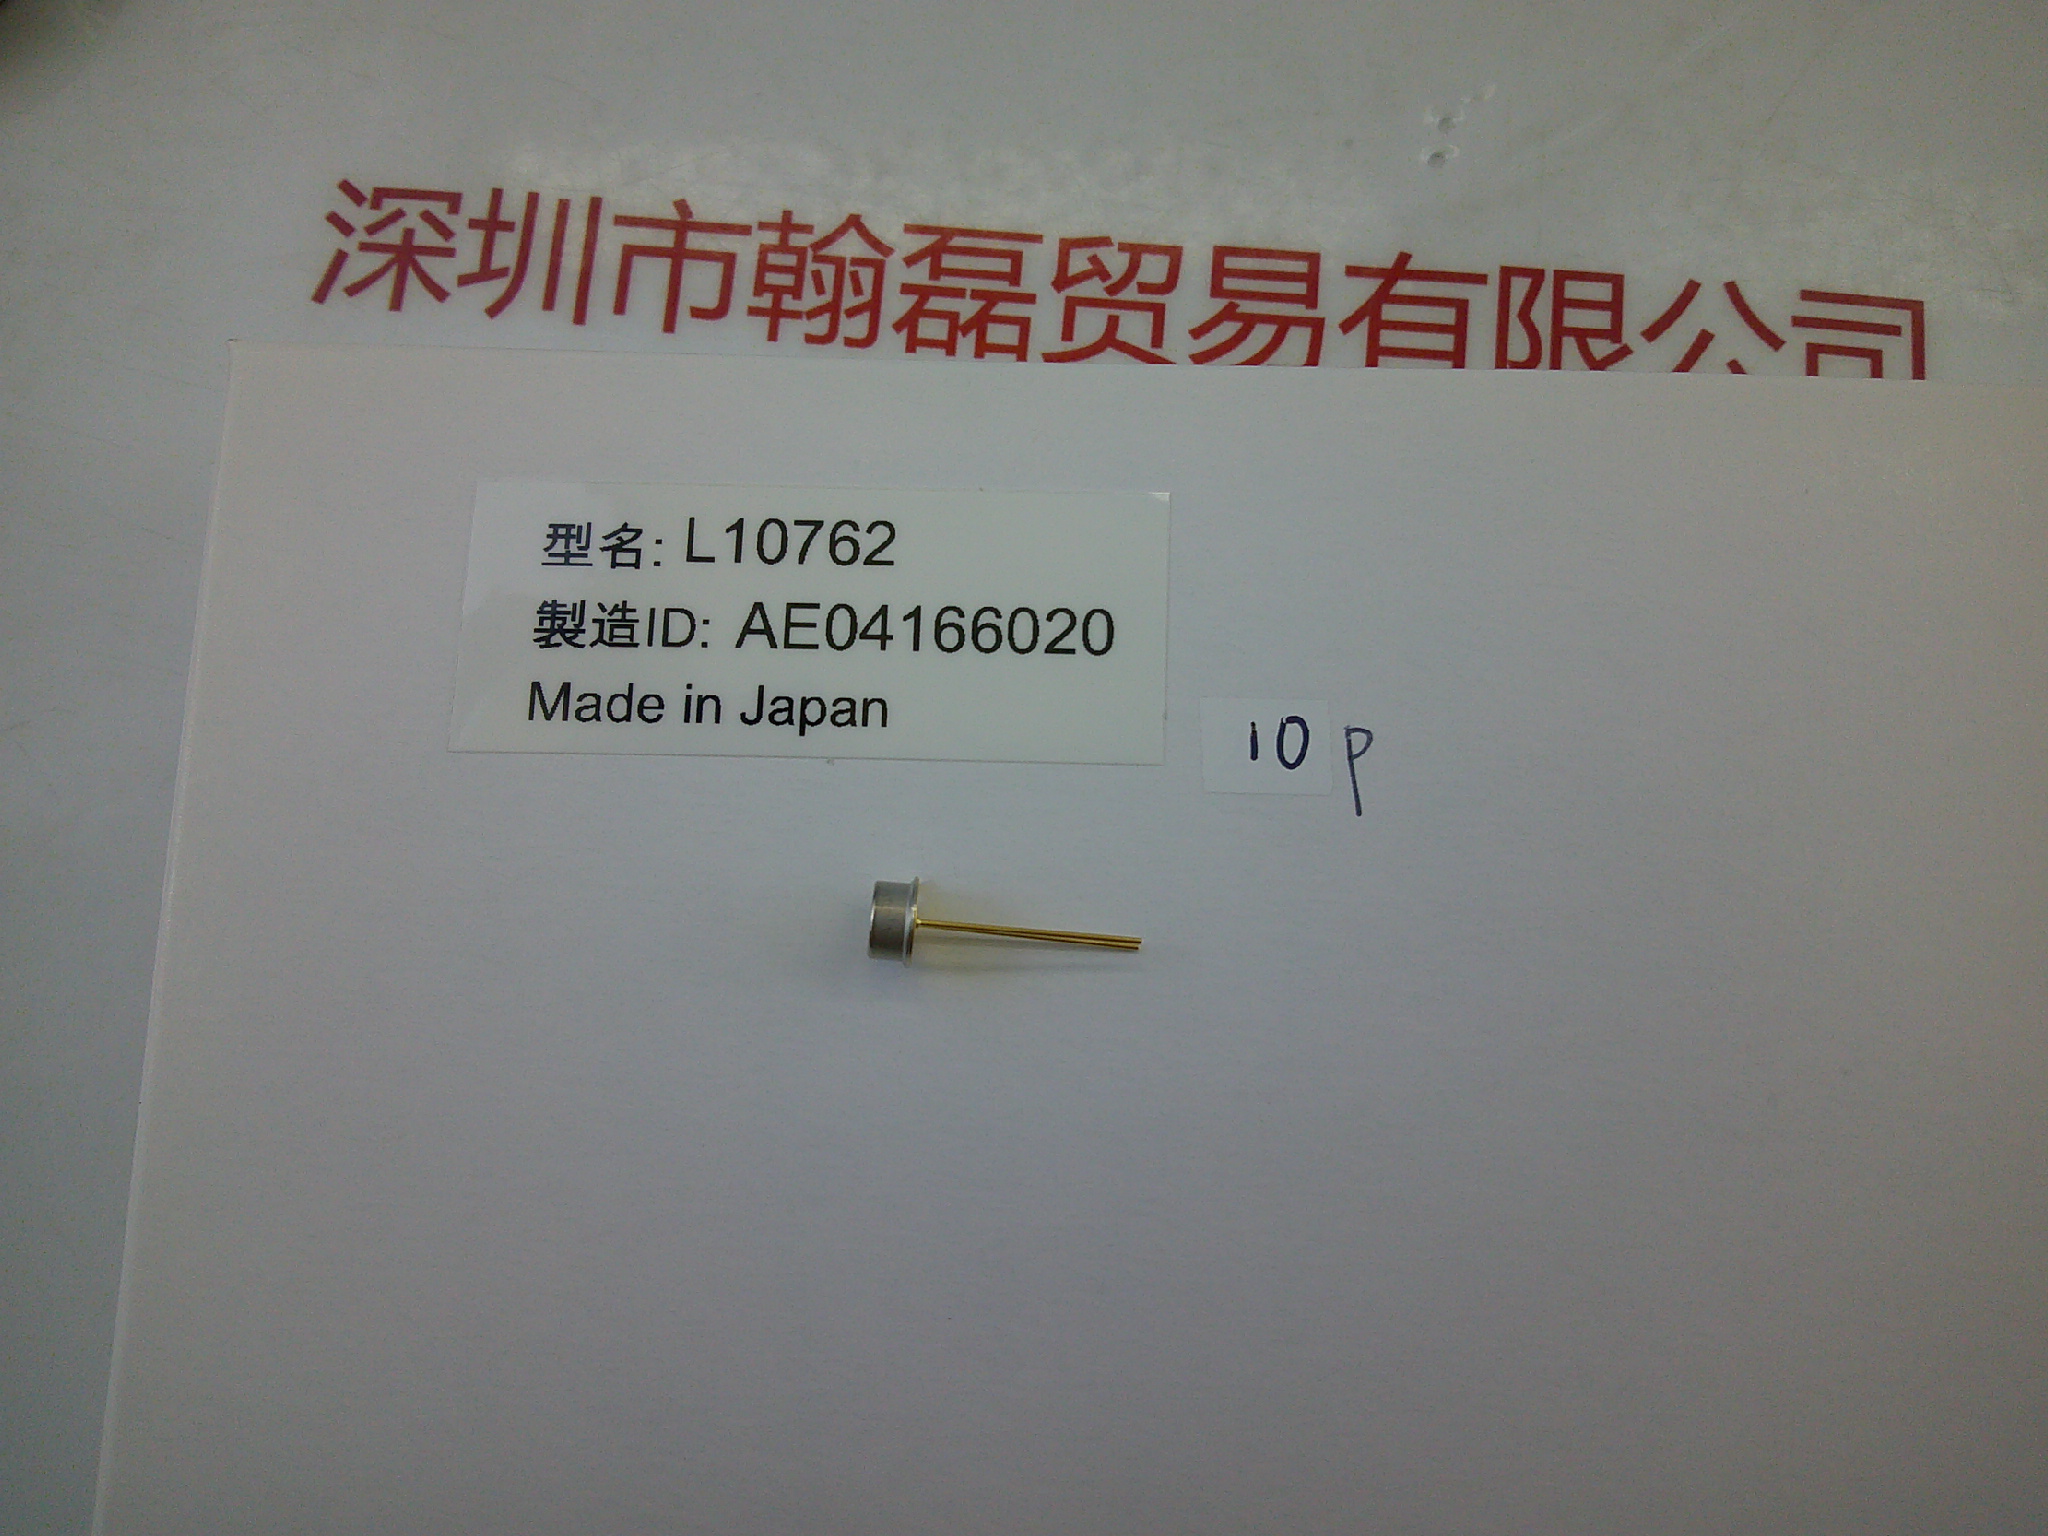 深圳市翰磊贸易有限公司
型名: L10762
製造ID: AE04166020
Made in Japan
10 p